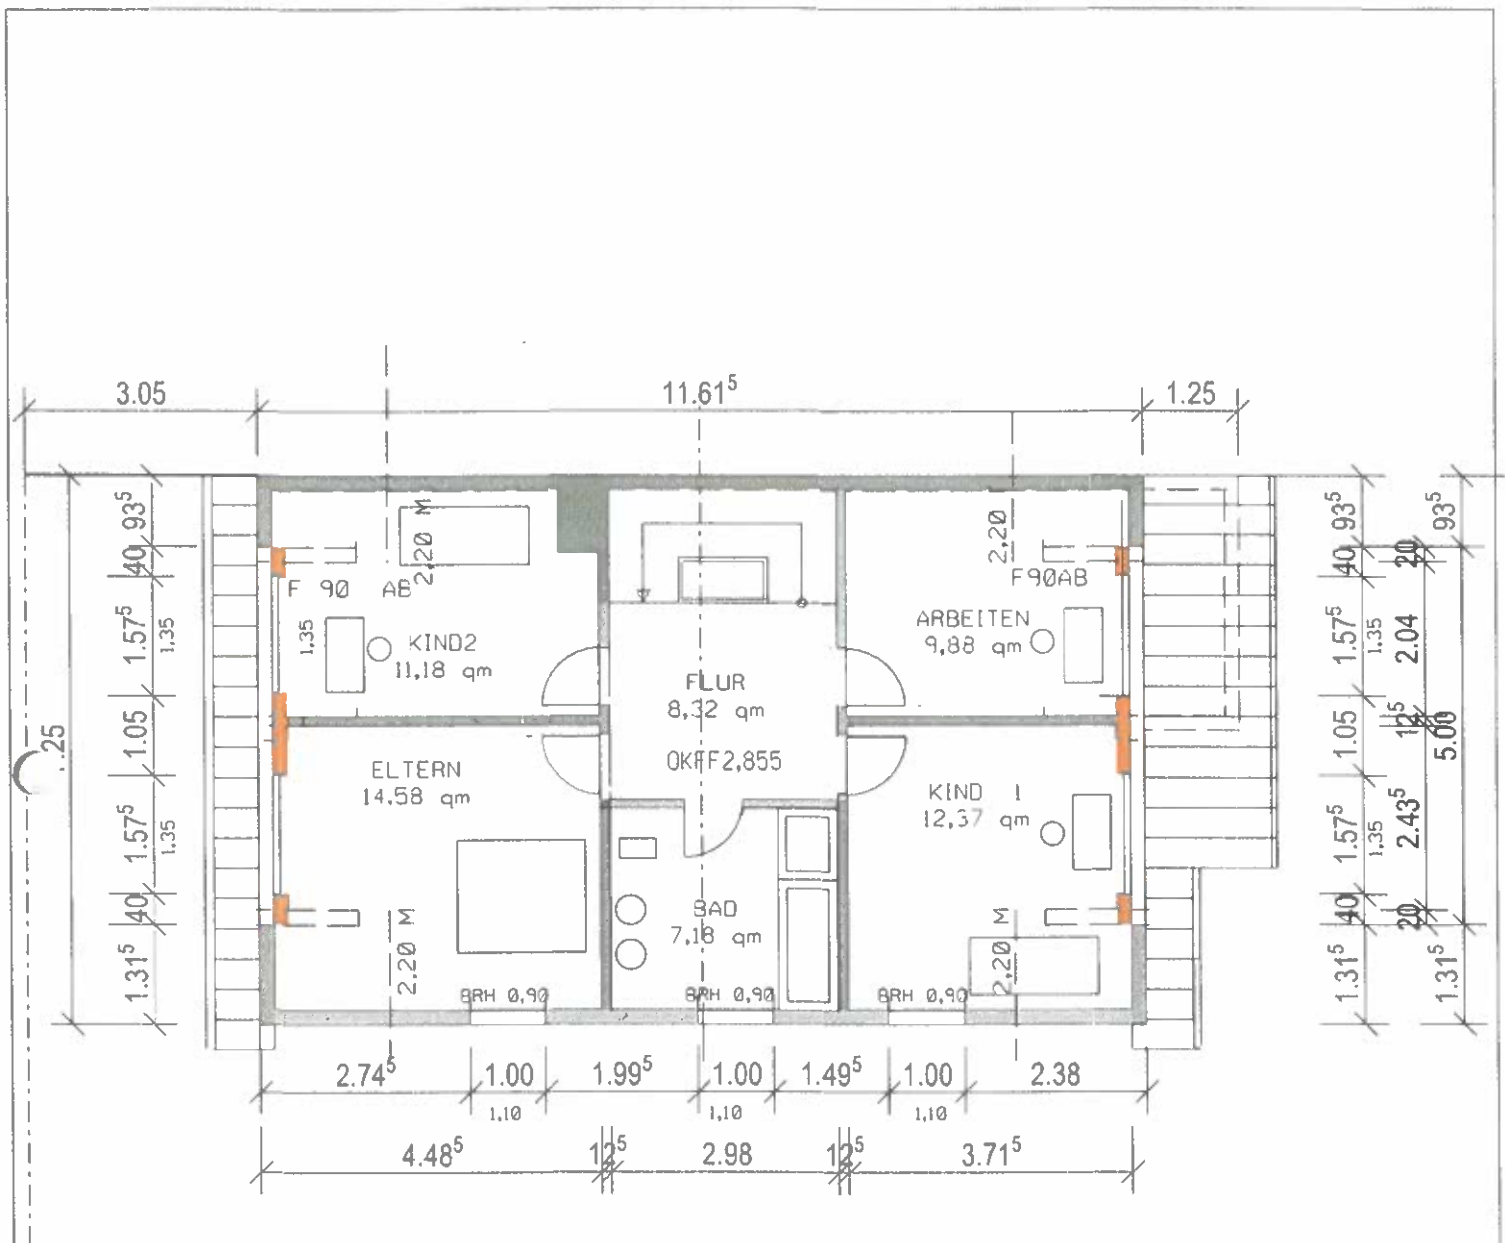 3.05
11.61⁵
1.25
93⁵
40
1.57⁵
1,35
1.05
1.57⁵
1,35
40
1.31⁵
.25
2,20 M
F 90 AB
1,35
KIND2
11,18 qm
ELTERN
14.58 qm
2.20 M
BRH 0,90
FLUR
8,32 qm
OKFF2,855
BAD
7,18 qm
BRH 0,90
2,20
F90AB
ARBEITEN
9,88 qm
KIND 1
12,37 qm
2,20 M
BRH 0,90
93⁵
40
1.57⁵
1,35
1.05
1.57⁵
1,35
40
1.31⁵
20
2.04
12⁵
2.43⁵
20
93⁵
5.00
1.31⁵
2.74⁵
1.00
1.99⁵
1.00
1.49⁵
1.00
2.38
1,10
1,10
1,10
4.48⁵
12⁵
2.98
12⁵
3.71⁵